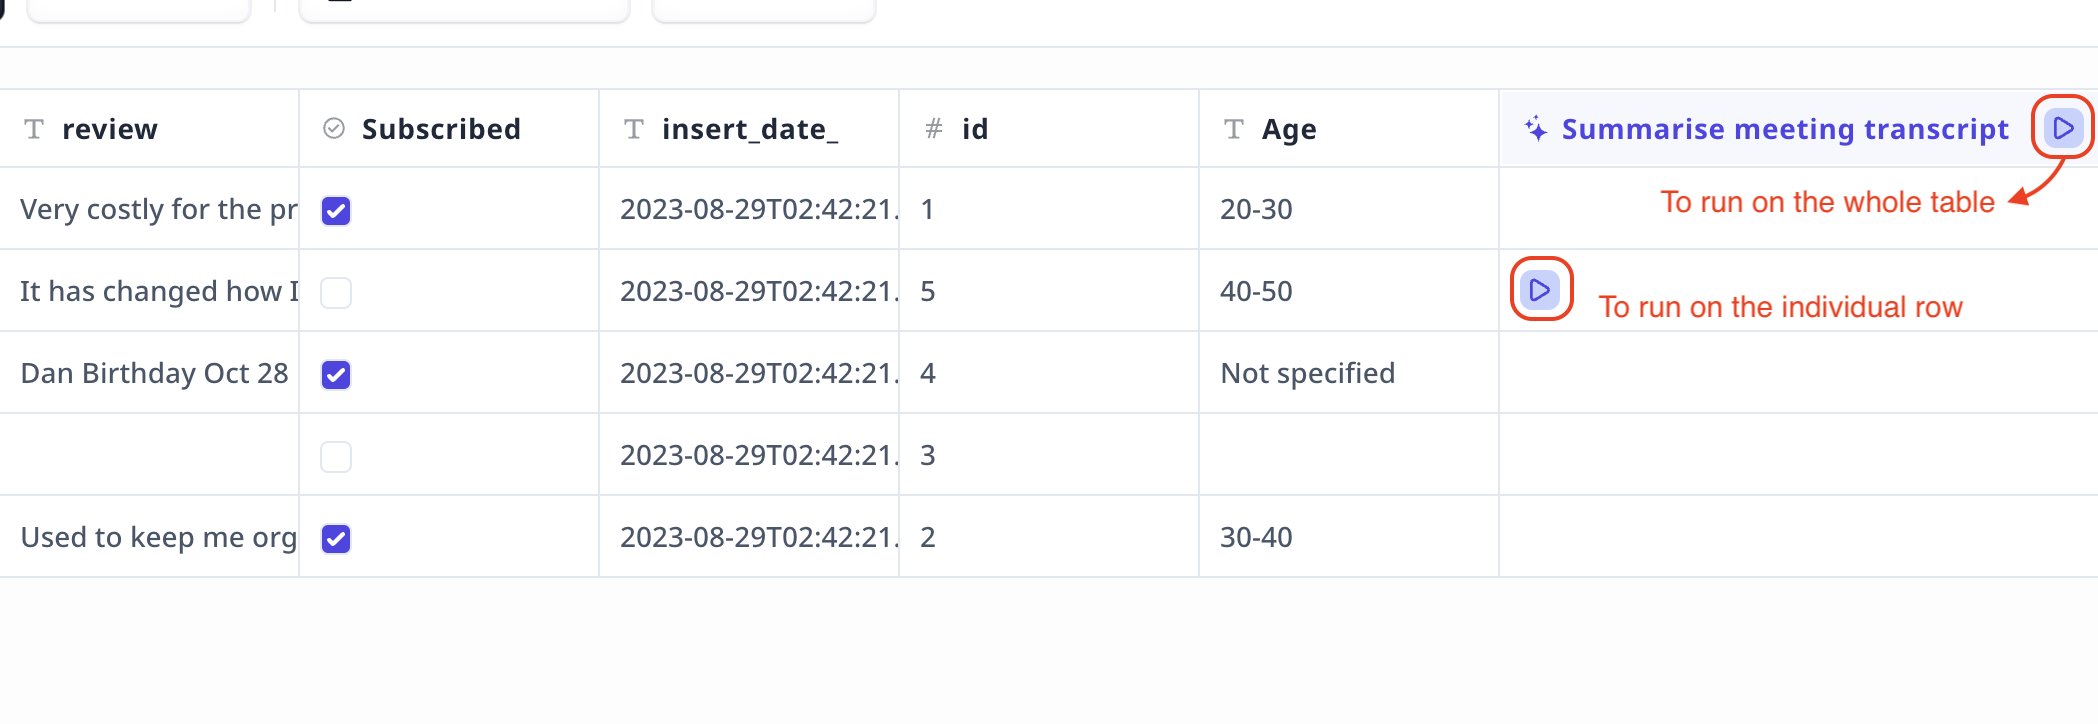 review Subscribed insert_date_ # id Age Summarise meeting transcript
Very costly for the pr 2023-08-29T02:42:21. 1 20-30 To run on the whole table
It has changed how I 2023-08-29T02:42:21. 5 40-50 To run on the individual row
Dan Birthday Oct 28 2023-08-29T02:42:21. 4 Not specified
2023-08-29T02:42:21. 3
Used to keep me org 2023-08-29T02:42:21. 2 30-40